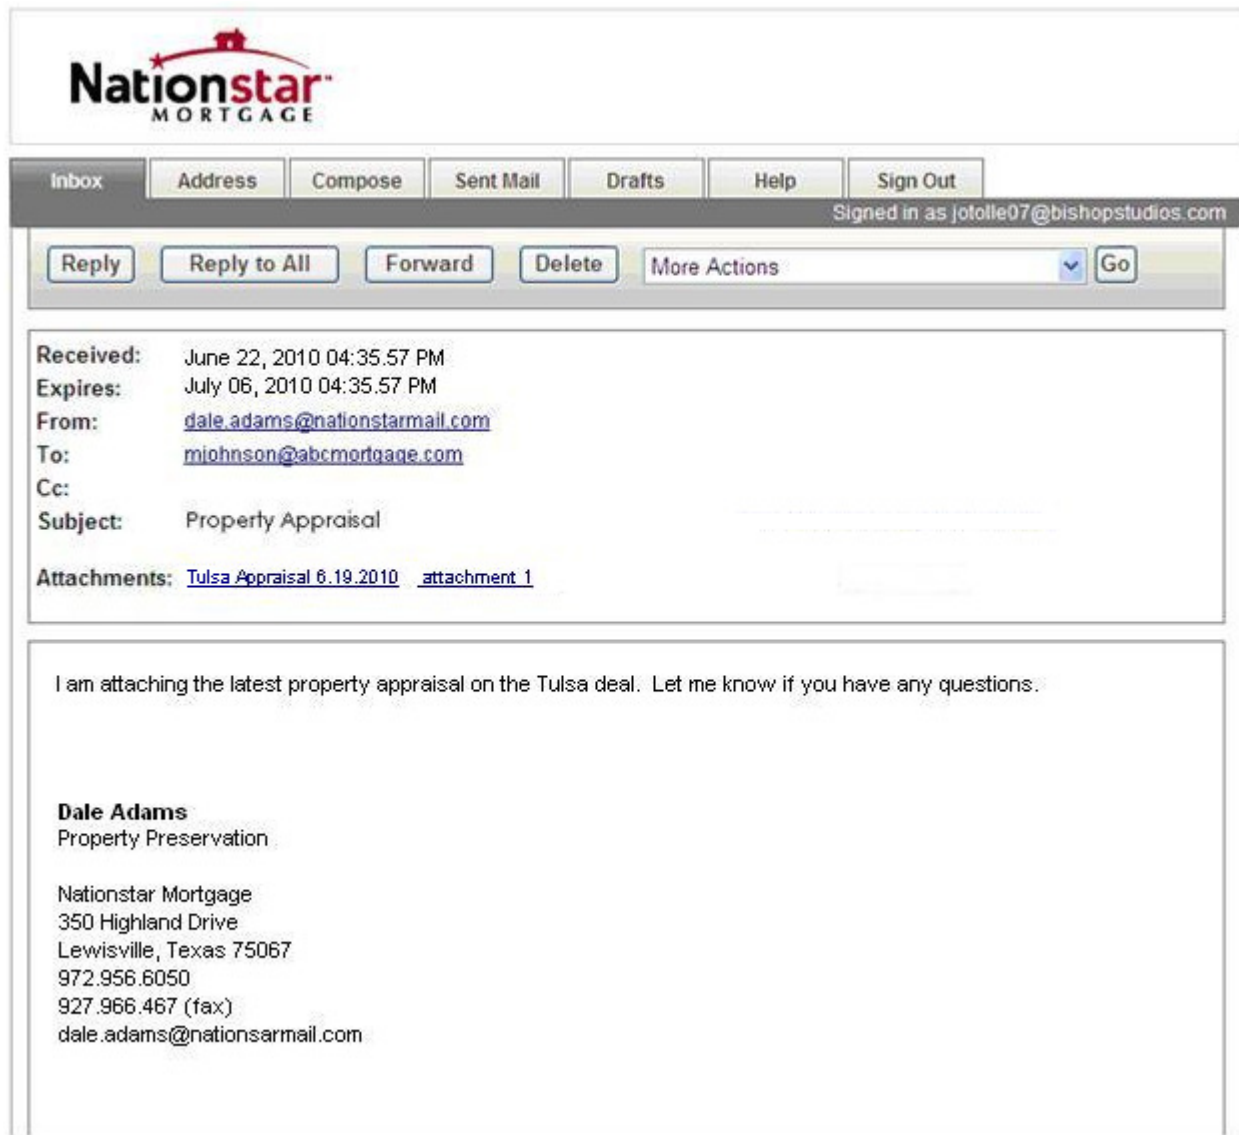 Nationstar
MORTGAGE
Inbox Address Compose Sent Mail Drafts Help Sign Out
Signed in as jotolle07@bishopstudios.com
Reply Reply to All Forward Delete More Actions Go
Received: June 22, 2010 04:35.57 PM
Expires: July 06, 2010 04:35.57 PM
From: dale.adams@nationstarmail.com
To: mjohnson@abcmortgage.com
Cc:
Subject: Property Appraisal
Attachments: Tulsa Appraisal 6.19.2010 attachment 1
I am attaching the latest property appraisal on the Tulsa deal. Let me know if you have any questions.
Dale Adams
Property Preservation
Nationstar Mortgage
350 Highland Drive
Lewisville, Texas 75067
972.956.6050
927.966.467 (fax)
dale.adams@nationsarmail.com